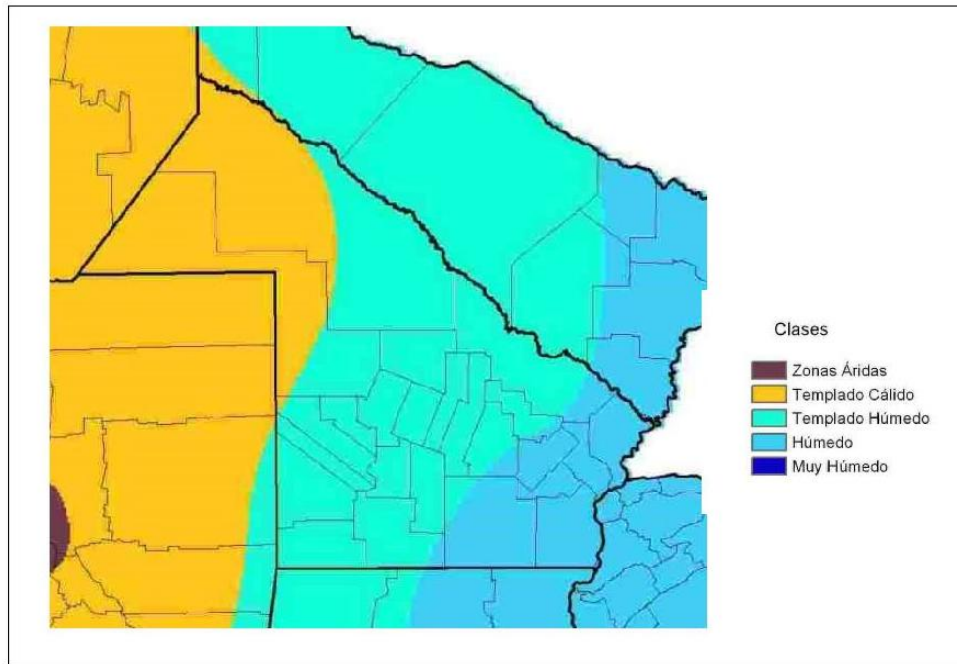 Clases
Zonas Áridas
Templado Cálido
Templado Húmedo
Húmedo
Muy Húmedo